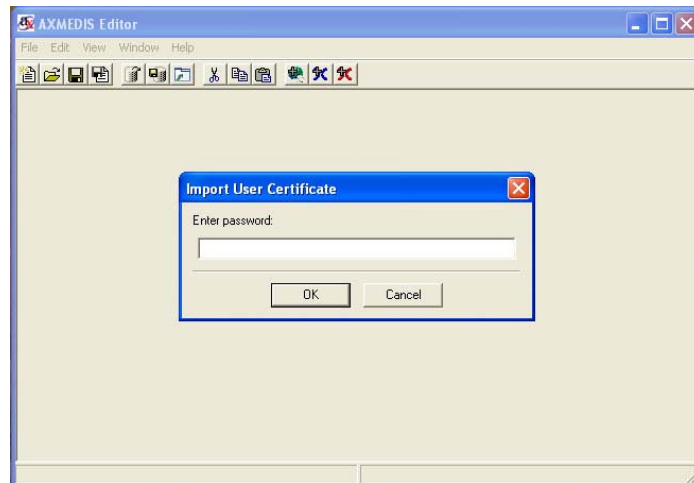 AXMEDIS Editor
File Edit View Window Help
Import User Certificate
Enter password:
OK Cancel